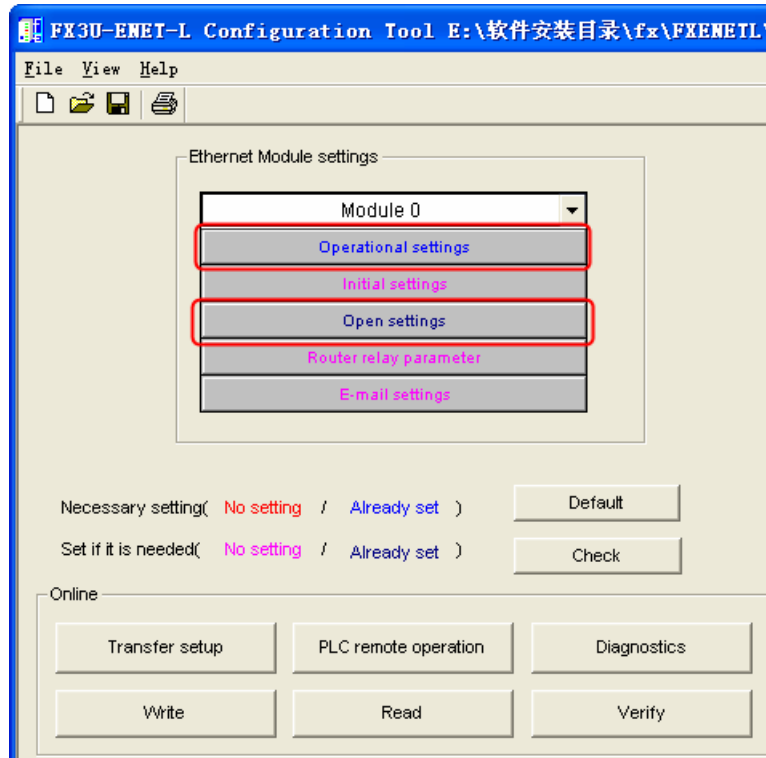 FX3U-ENET-L Configuration Tool E:\软件安装目录\fx\FXENETL\
File View Help
Ethernet Module settings
Module 0
Operational settings
Initial settings
Open settings
Router relay parameter
E-mail settings
Necessary setting( No setting / Already set )
Default
Set if it is needed( No setting / Already set )
Check
Online
Transfer setup
PLC remote operation
Diagnostics
Write
Read
Verify